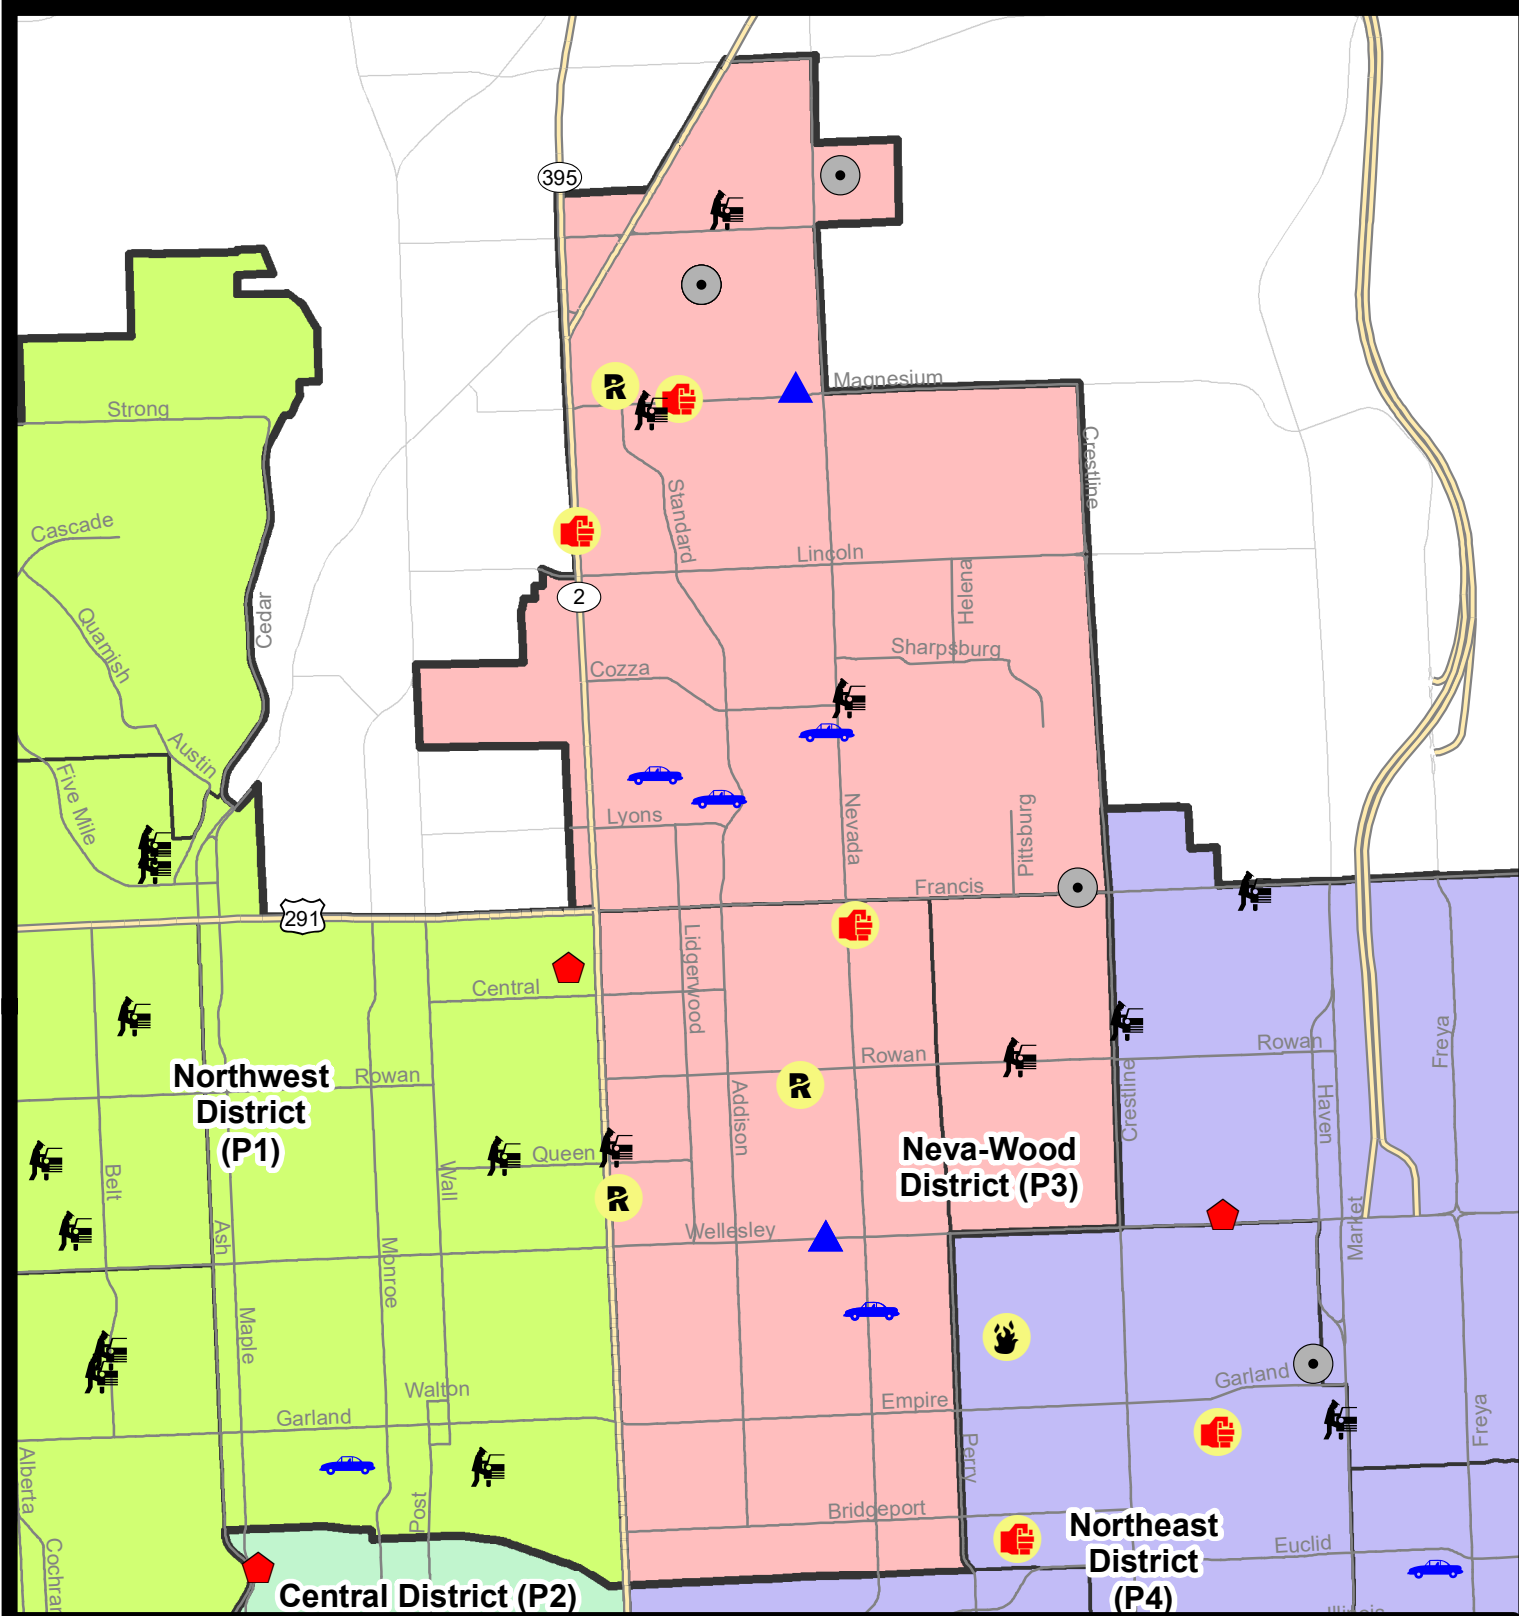 395
Magnesium
Strong
Crestline
Standard
Cascade
Lincoln
Helena
2
Cedar
Quamish
Sharpsburg
Cozza
Austin
Five Mile
Nevada
Pittsburg
Lyons
Francis
291
Lidgerwood
Central
Freya
Rowan
Rowan
Northwest
District
(P1)
Rowan
Addison
Crestline
Haven
Neva-Wood
District (P3)
Queen
Belt
Wall
Ash
Wellesley
Market
Monroe
Maple
Garland
Walton
Empire
Garland
Freya
Perry
Alberta
Post
Bridgeport
Northeast
District
(P4)
Euclid
Cochran
Central District (P2)